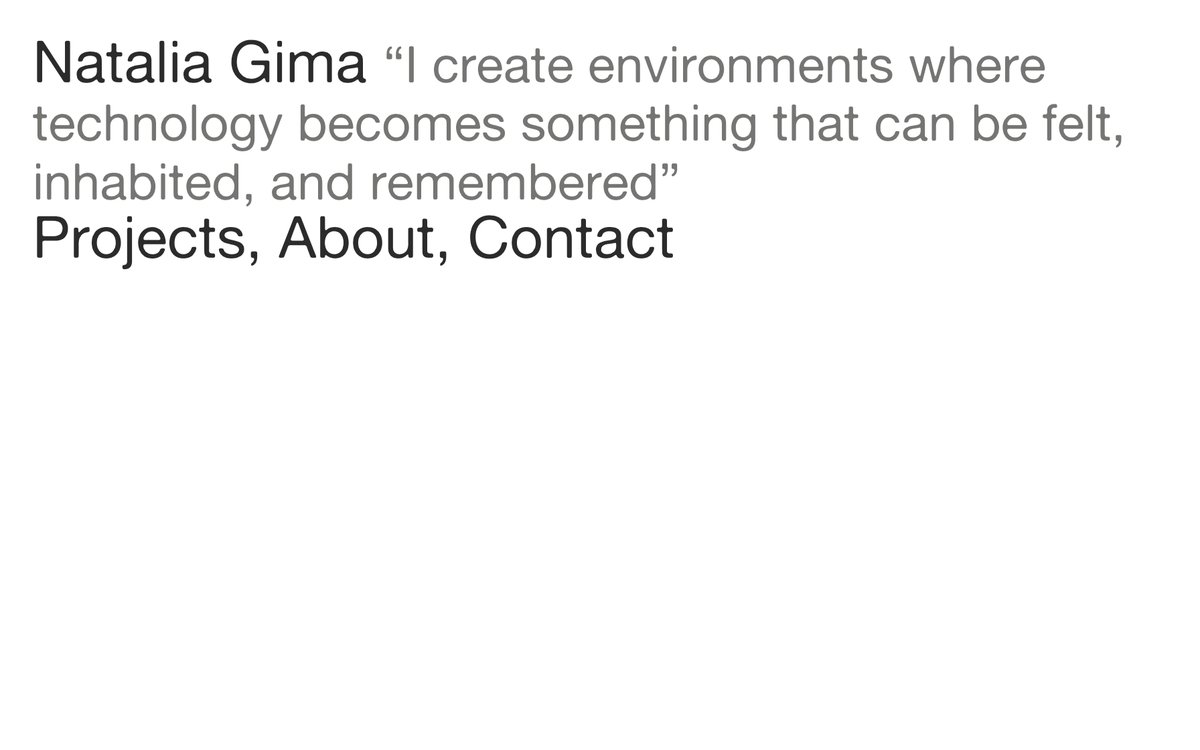 Natalia Gima “I create environments where
technology becomes something that can be felt,
inhabited, and remembered”
Projects, About, Contact